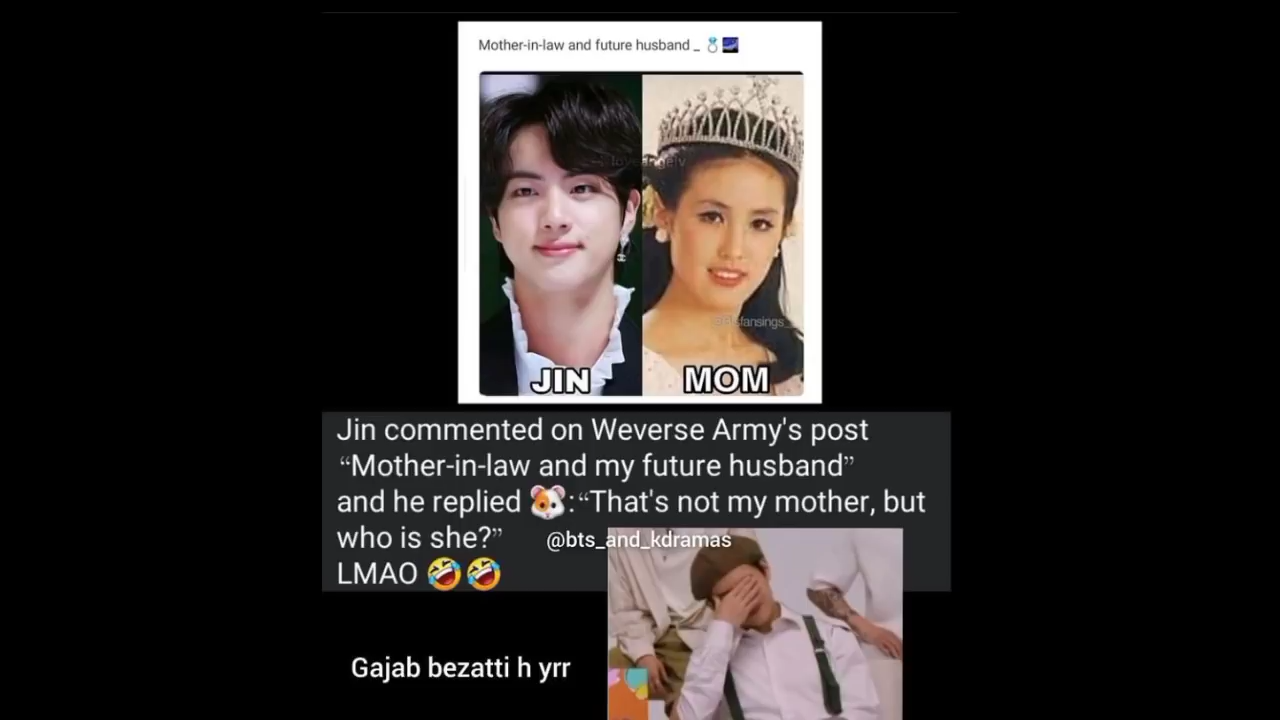 Mother-in-law and future husband _ 💍🌌
JIN
MOM
Jin commented on Weverse Army's post
“Mother-in-law and my future husband”
and he replied 🐹:“That's not my mother, but
who is she?”
@bts_and_kdramas
LMAO 🤣🤣
Gajab bezatti h yrr